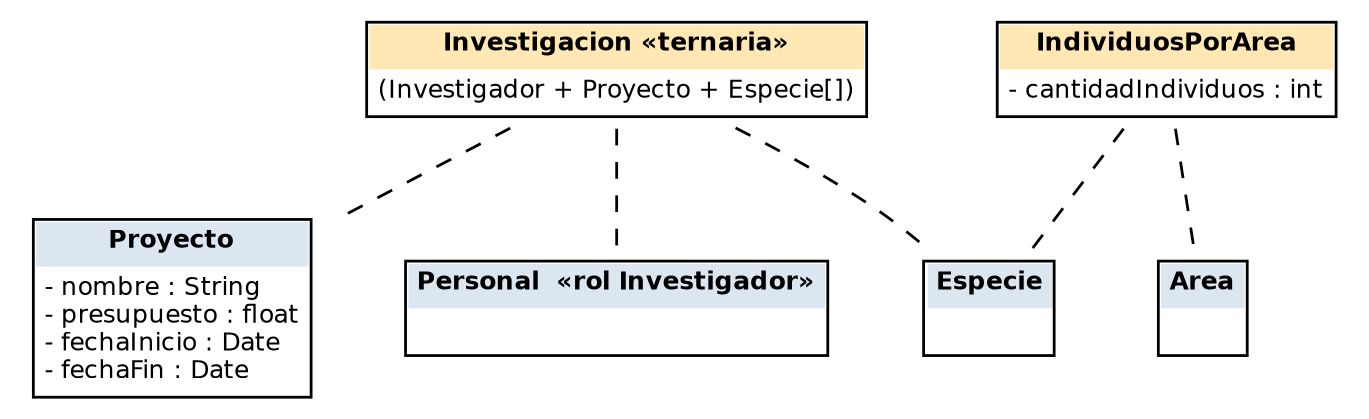 Investigacion «ternaria»
(Investigador + Proyecto + Especie[])
IndividuosPorArea
- cantidadIndividuos : int
Proyecto
- nombre : String
- presupuesto : float
- fechaInicio : Date
- fechaFin : Date
Personal  «rol Investigador»
Especie
Area